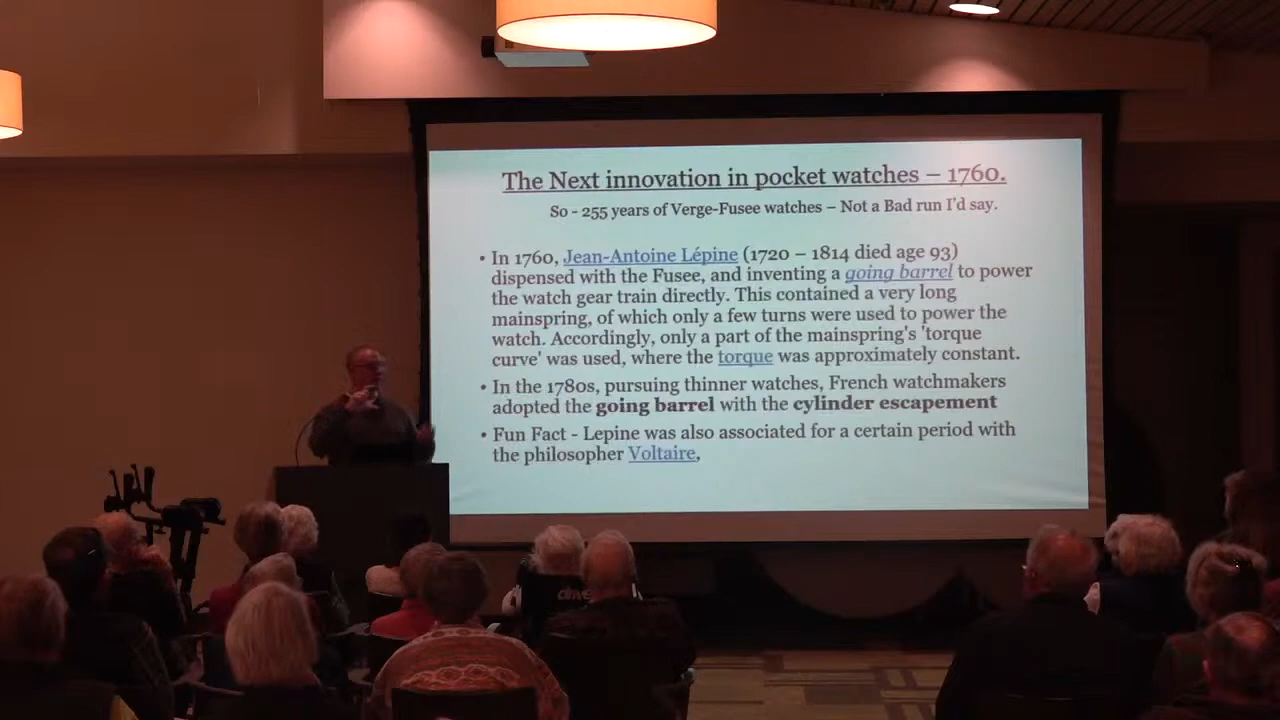 The Next innovation in pocket watches – 1760.
So - 255 years of Verge-Fusee watches – Not a Bad run I'd say.
• In 1760, Jean-Antoine Lépine (1720 – 1814 died age 93)
dispensed with the Fusee, and inventing a going barrel to power
the watch gear train directly. This contained a very long
mainspring, of which only a few turns were used to power the
watch. Accordingly, only a part of the mainspring's 'torque
curve' was used, where the torque was approximately constant.
• In the 1780s, pursuing thinner watches, French watchmakers
adopted the going barrel with the cylinder escapement
• Fun Fact - Lepine was also associated for a certain period with
the philosopher Voltaire,
drive